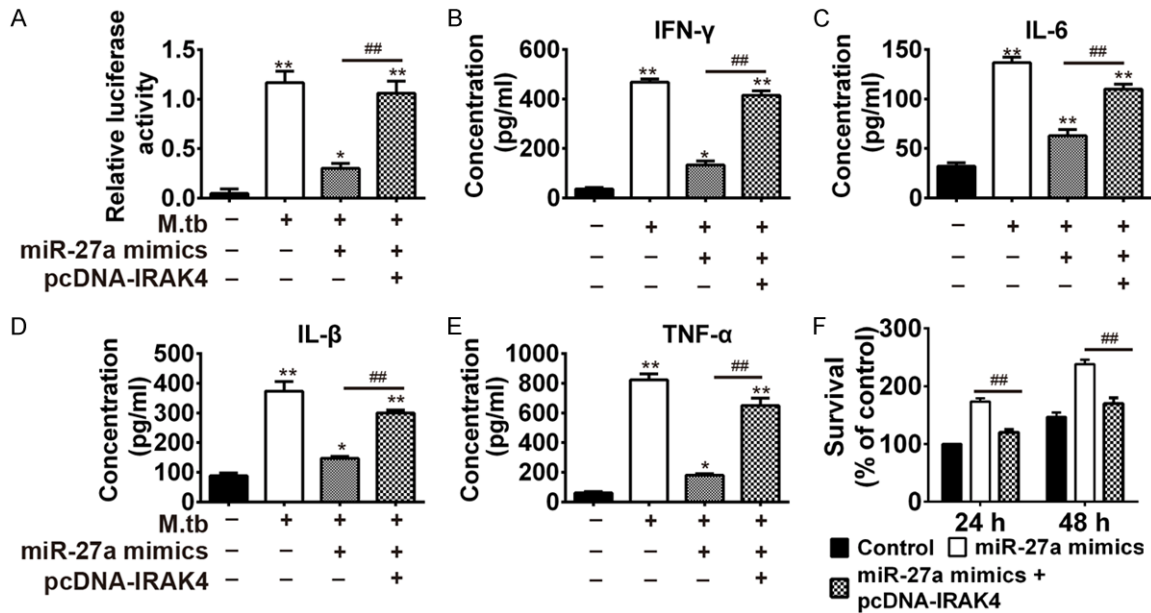 A
Relative luciferase
activity
1.5
1.0
0.5
0.0
**
*
**
##
M.tb − + + +
miR-27a mimics − − + +
pcDNA-IRAK4 − − − +
B
IFN-γ
Concentration
(pg/ml)
600
400
200
0
**
*
**
##
− + + +
− − + +
− − − +
C
IL-6
Concentration
(pg/ml)
150
100
50
0
**
**
**
##
− + + +
− − + +
− − − +
D
IL-β
Concentration
(pg/ml)
500
400
300
200
100
0
**
*
**
##
M.tb − + + +
miR-27a mimics − − + +
pcDNA-IRAK4 − − − +
E
TNF-α
Concentration
(pg/ml)
1000
800
600
400
200
0
**
*
**
##
− + + +
− − + +
− − − +
F
Survival
(% of control)
300
200
100
0
##
##
24 h 48 h
Control miR-27a mimics
miR-27a mimics +
pcDNA-IRAK4